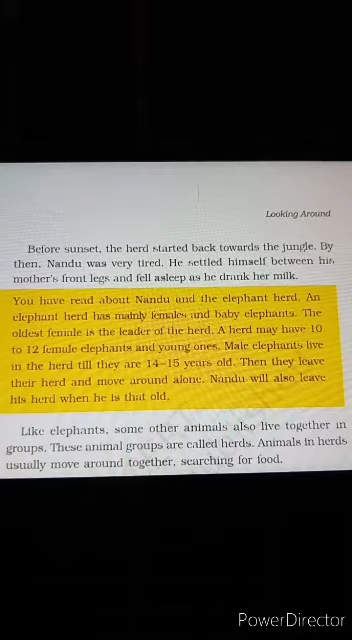 Looking Around
Before sunset, the herd started back towards the jungle. By
then, Nandu was very tired. He settled himself between his
mother's front legs and fell asleep as he drank her milk.
You have read about Nandu and the elephant herd. An
elephant herd has mainly females and baby elephants. The
oldest female is the leader of the herd. A herd may have 10
to 12 female elephants and young ones. Male elephants live
in the herd till they are 14–15 years old. Then they leave
their herd and move around alone. Nandu will also leave
his herd when he is that old.
Like elephants, some other animals also live together in
groups. These animal groups are called herds. Animals in herds
usually move around together, searching for food.
PowerDirector